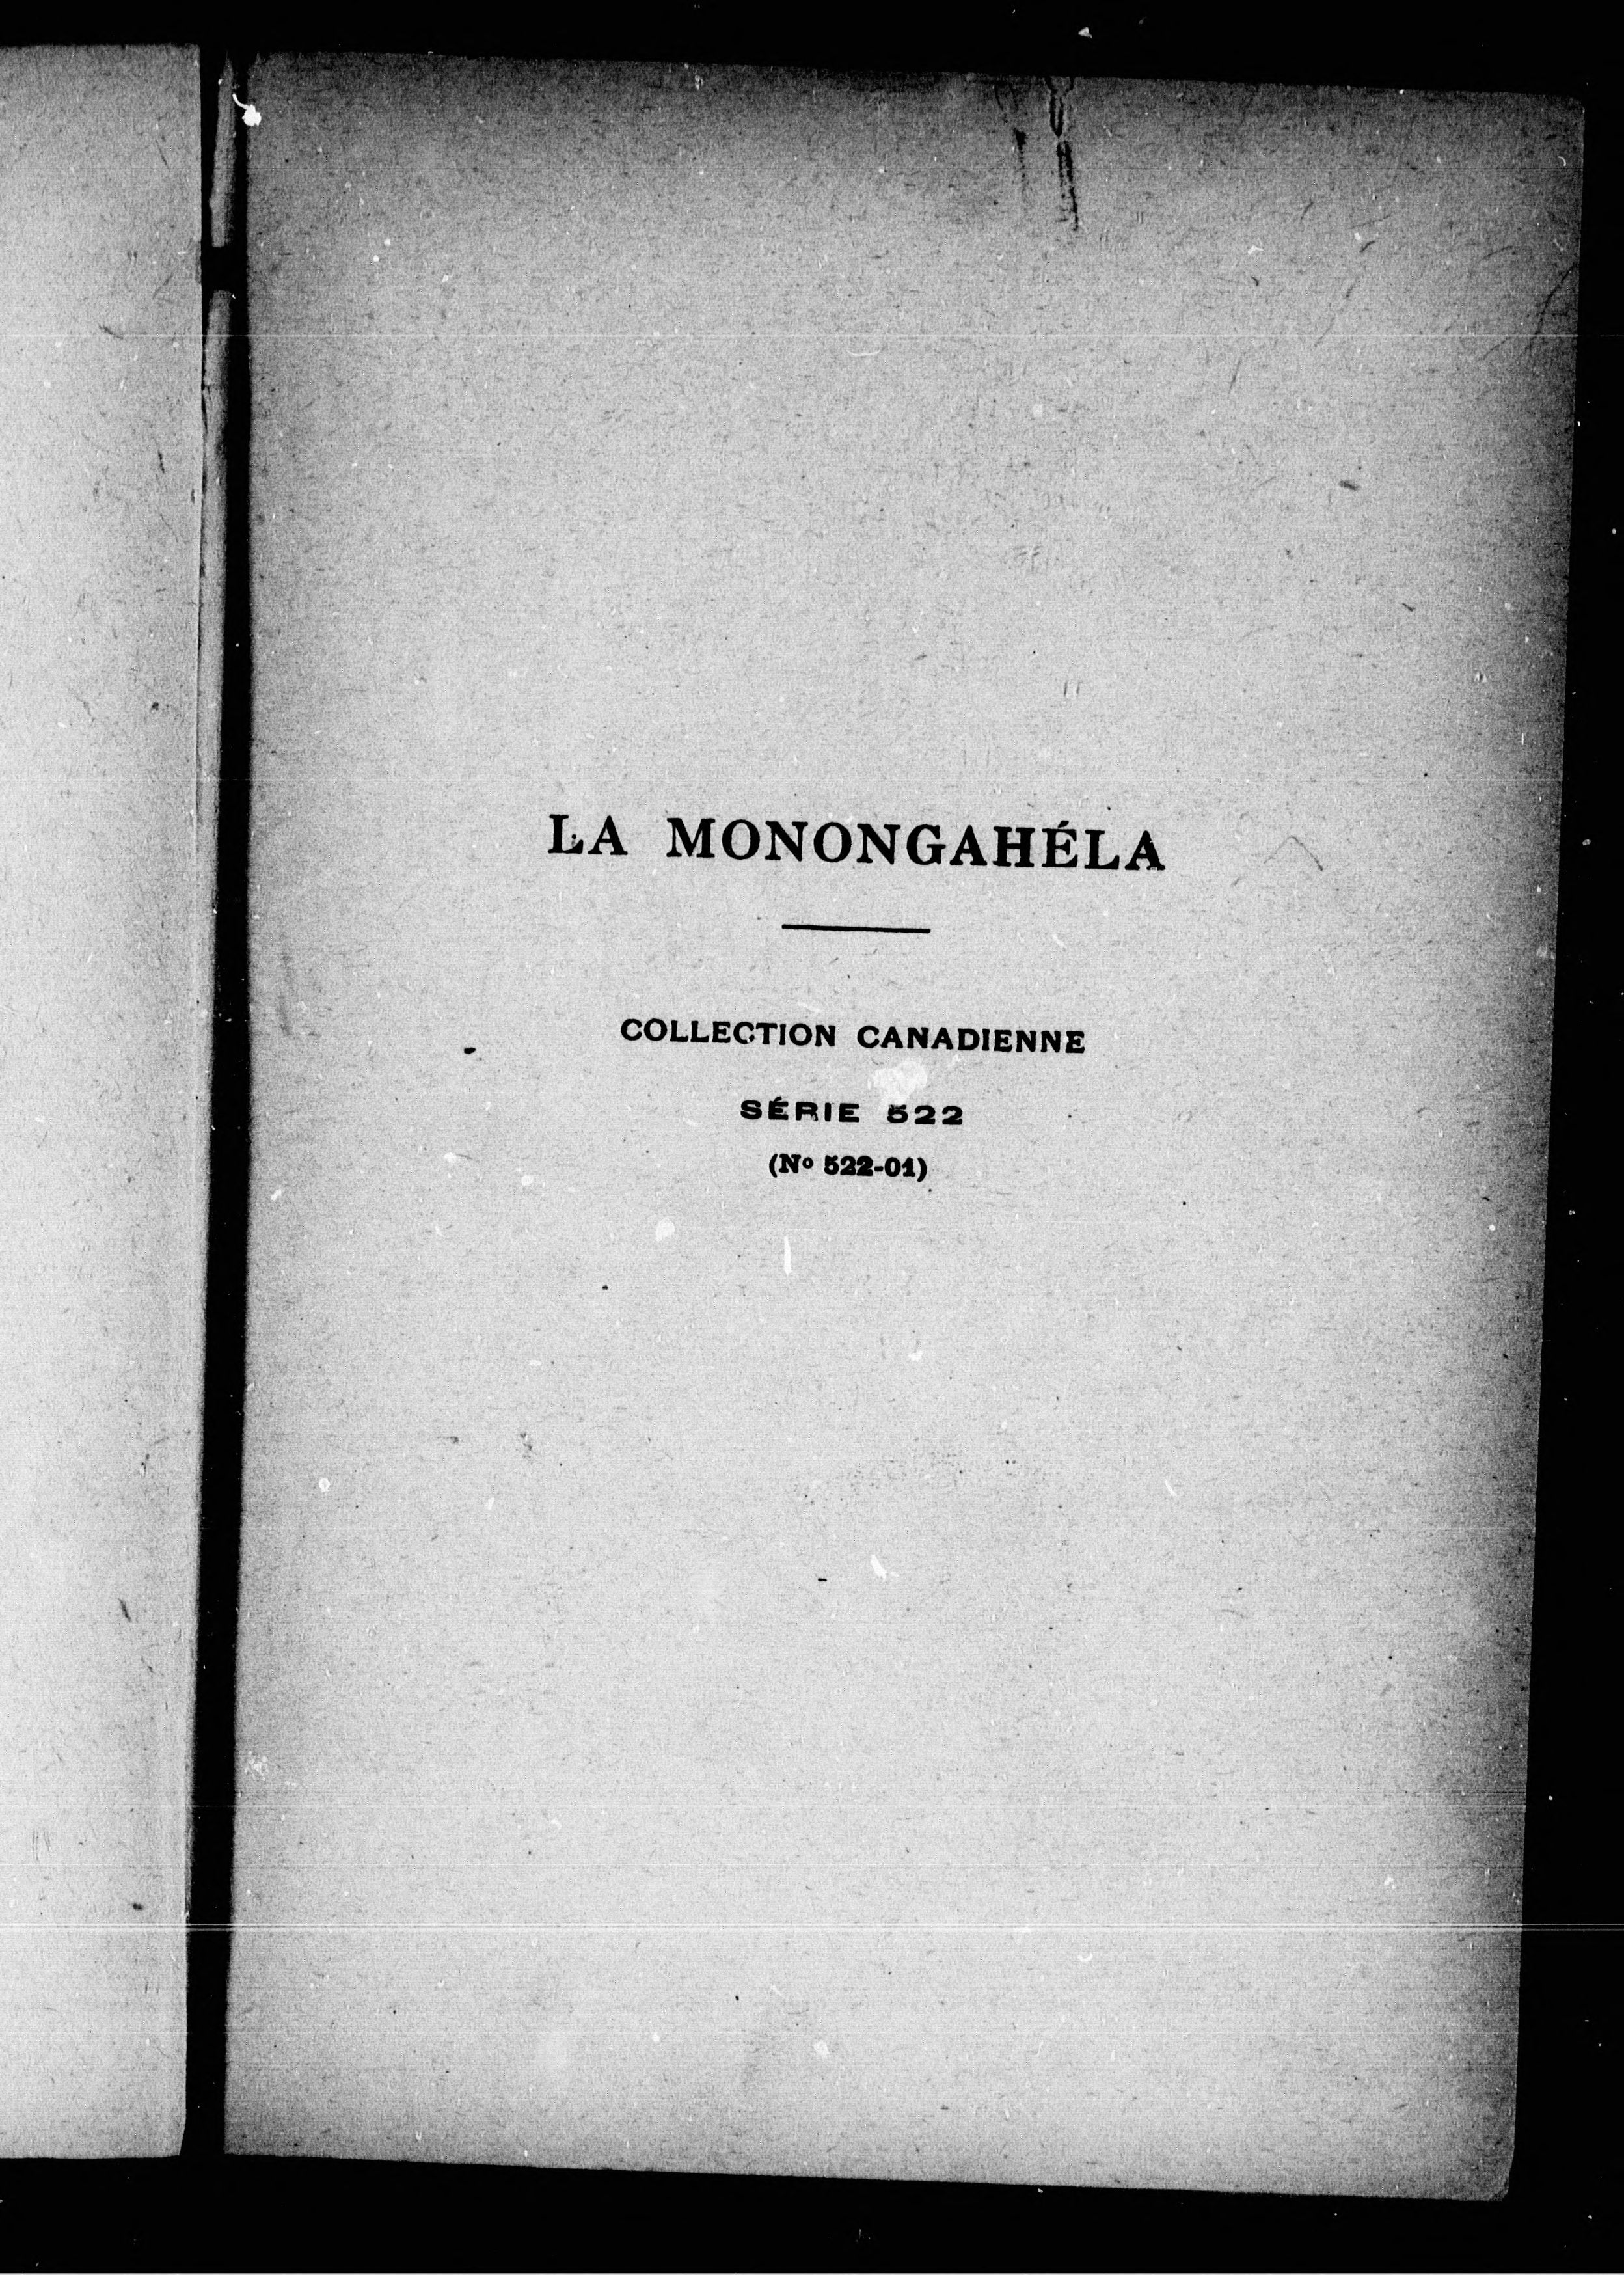 LA MONONGAHÉLA
COLLECTION CANADIENNE
SÉRIE 522
(No 522-01)